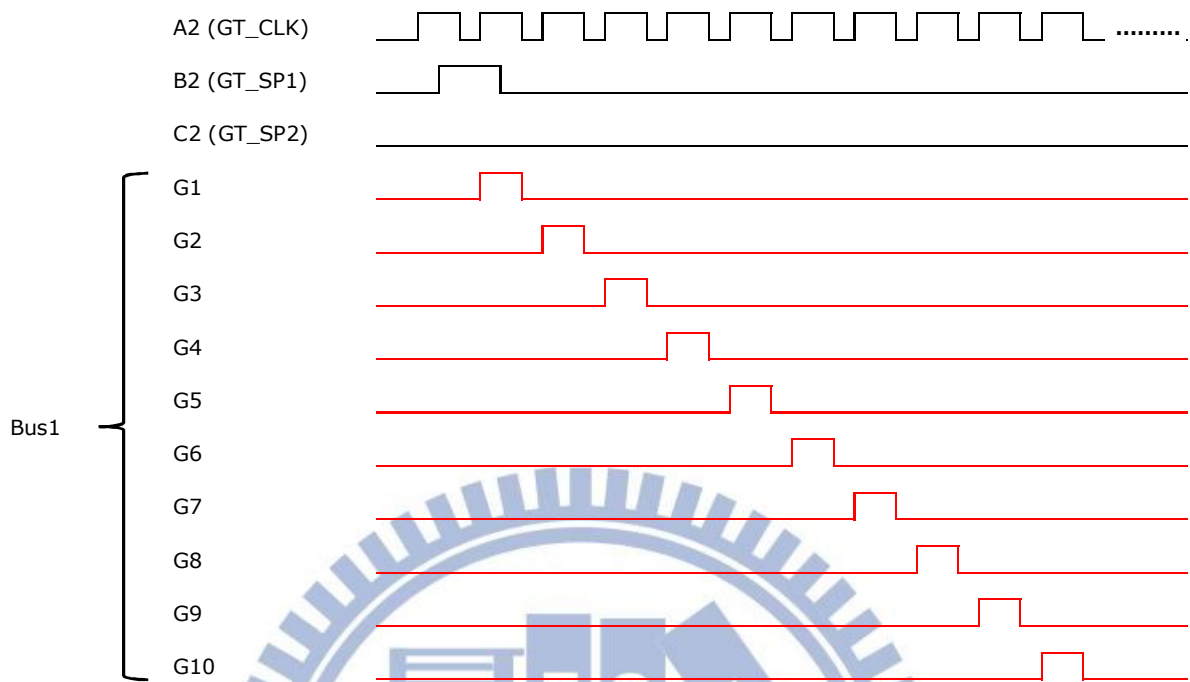 A2 (GT_CLK)
.........
B2 (GT_SP1)
C2 (GT_SP2)
G1
G2
G3
G4
G5
Bus1
G6
G7
G8
G9
G10